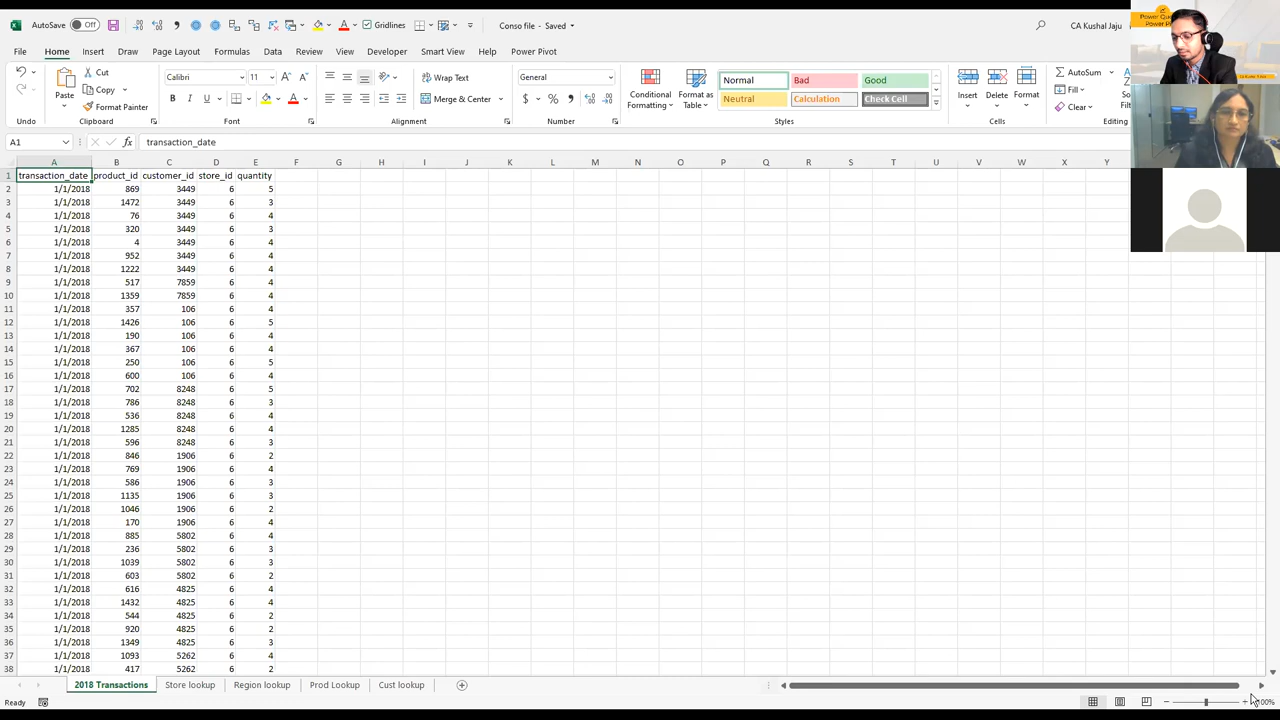 AutoSave Off Gridlines Conso file - Saved CA Kushal Jaju
File Home Insert Draw Page Layout Formulas Data Review View Developer Smart View Help Power Pivot
Cut
Copy
Format Painter
Paste
Calibri 11
Wrap Text
Merge & Center
General
Conditional Formatting
Format as Table
Normal Bad Good
Neutral Calculation Check Cell
Insert Delete Format
AutoSum
Fill
Clear
Undo Clipboard Font Alignment Number Styles Cells
A1 fx transaction_date
A B C D E F G H I J K L M N O P Q R S T U V W X Y
1 transaction_date product_id customer_id store_id quantity
2 1/1/2018 869 3449 6 5
3 1/1/2018 1472 3449 6 3
4 1/1/2018 76 3449 6 4
5 1/1/2018 320 3449 6 3
6 1/1/2018 4 3449 6 4
7 1/1/2018 952 3449 6 4
8 1/1/2018 1222 3449 6 4
9 1/1/2018 517 7859 6 4
10 1/1/2018 1359 7859 6 4
11 1/1/2018 357 106 6 4
12 1/1/2018 1426 106 6 5
13 1/1/2018 190 106 6 4
14 1/1/2018 367 106 6 4
15 1/1/2018 250 106 6 5
16 1/1/2018 600 106 6 4
17 1/1/2018 702 8248 6 5
18 1/1/2018 786 8248 6 3
19 1/1/2018 536 8248 6 4
20 1/1/2018 1285 8248 6 4
21 1/1/2018 596 8248 6 3
22 1/1/2018 846 1906 6 2
23 1/1/2018 769 1906 6 4
24 1/1/2018 586 1906 6 3
25 1/1/2018 1135 1906 6 3
26 1/1/2018 1046 1906 6 2
27 1/1/2018 170 1906 6 4
28 1/1/2018 885 5802 6 4
29 1/1/2018 236 5802 6 3
30 1/1/2018 1039 5802 6 3
31 1/1/2018 603 5802 6 2
32 1/1/2018 616 4825 6 4
33 1/1/2018 1432 4825 6 4
34 1/1/2018 544 4825 6 2
35 1/1/2018 920 4825 6 2
36 1/1/2018 1349 4825 6 3
37 1/1/2018 1093 5262 6 4
38 1/1/2018 417 5262 6 2
2018 Transactions Store lookup Region lookup Prod Lookup Cust lookup
Ready